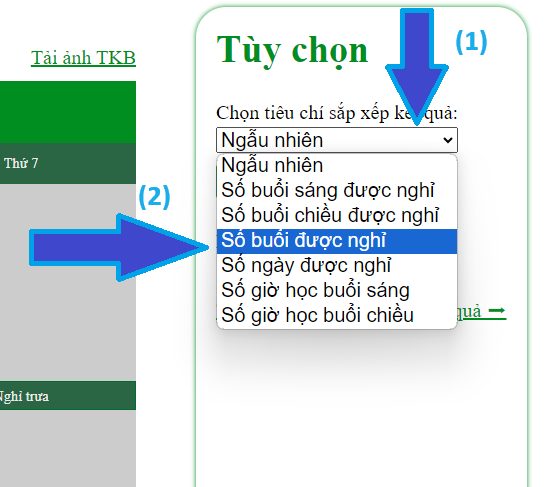 Tùy chọn
(1)
Tải ảnh TKB
Chọn tiêu chí sắp xếp kết quả:
Ngẫu nhiên
Thứ 7
Ngẫu nhiên
Số buổi sáng được nghỉ
(2)
Số buổi chiều được nghỉ
Số buổi được nghỉ
Số ngày được nghỉ
Số giờ học buổi sáng
Số giờ học buổi chiều
quả ➞
Nghỉ trưa